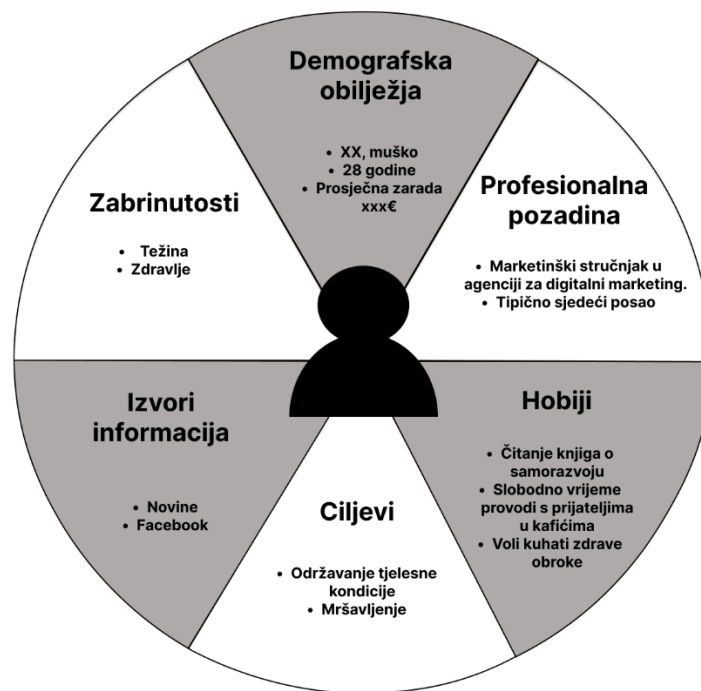 Demografska
obilježja
• XX, muško
• 28 godine
• Prosječna zarada
xxx€
Profesionalna
pozadina
• Marketinški stručnjak u
agenciji za digitalni marketing.
• Tipično sjedeći posao
Hobiji
• Čitanje knjiga o
samorazvoju
• Slobodno vrijeme
provodi s prijateljima
u kafićima
• Voli kuhati zdrave
obroke
Ciljevi
• Održavanje tjelesne
kondicije
• Mršavljenje
Izvori
informacija
• Novine
• Facebook
Zabrinutosti
• Težina
• Zdravlje